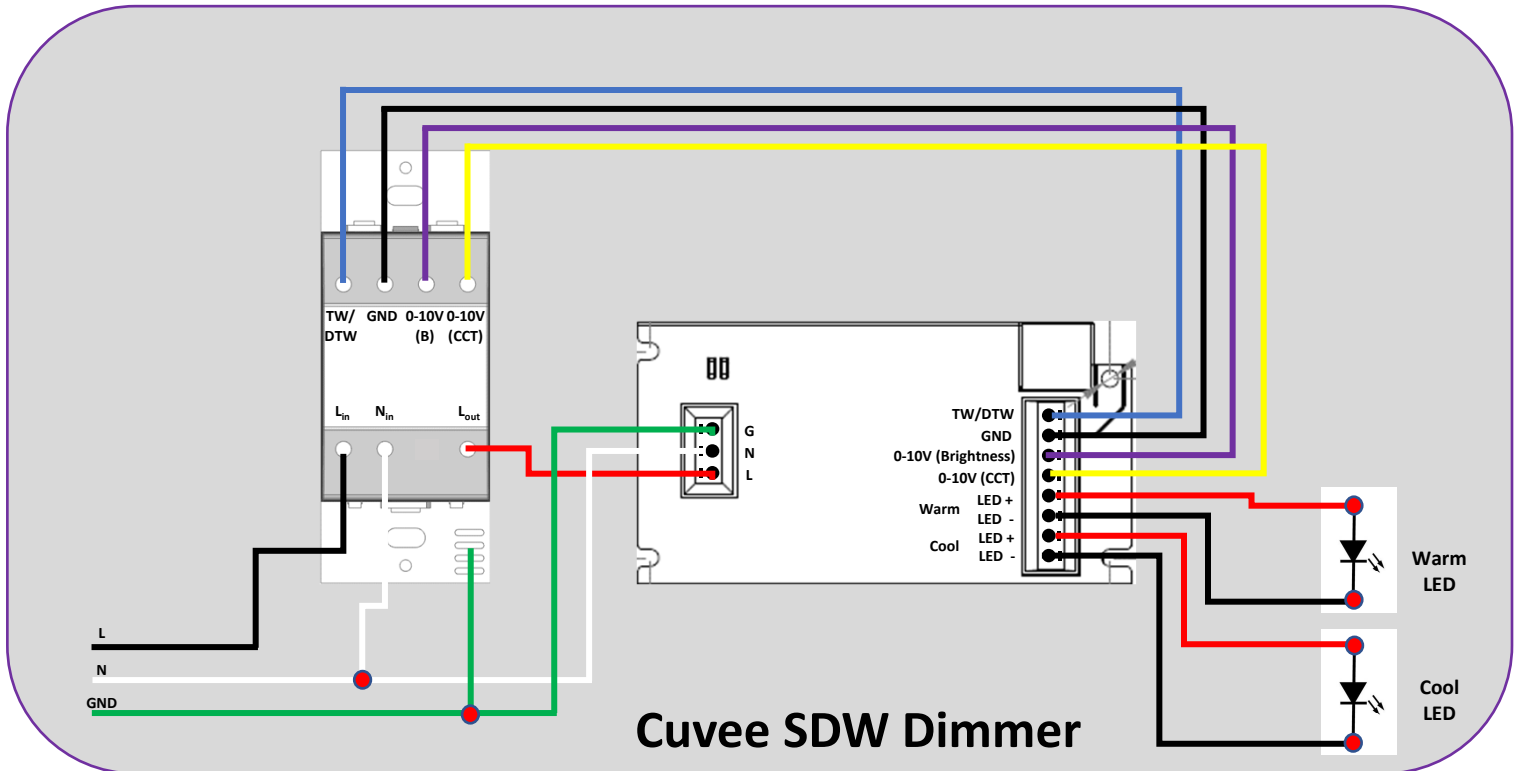 TW/ GND 0-10V 0-10V
DTW (B) (CCT)
Lin Nin Lout
G
N
L
TW/DTW
GND
0-10V (Brightness)
0-10V (CCT)
Warm
LED +
LED -
Cool
LED +
LED -
Warm
LED
Cool
LED
L
N
GND
Cuvee SDW Dimmer